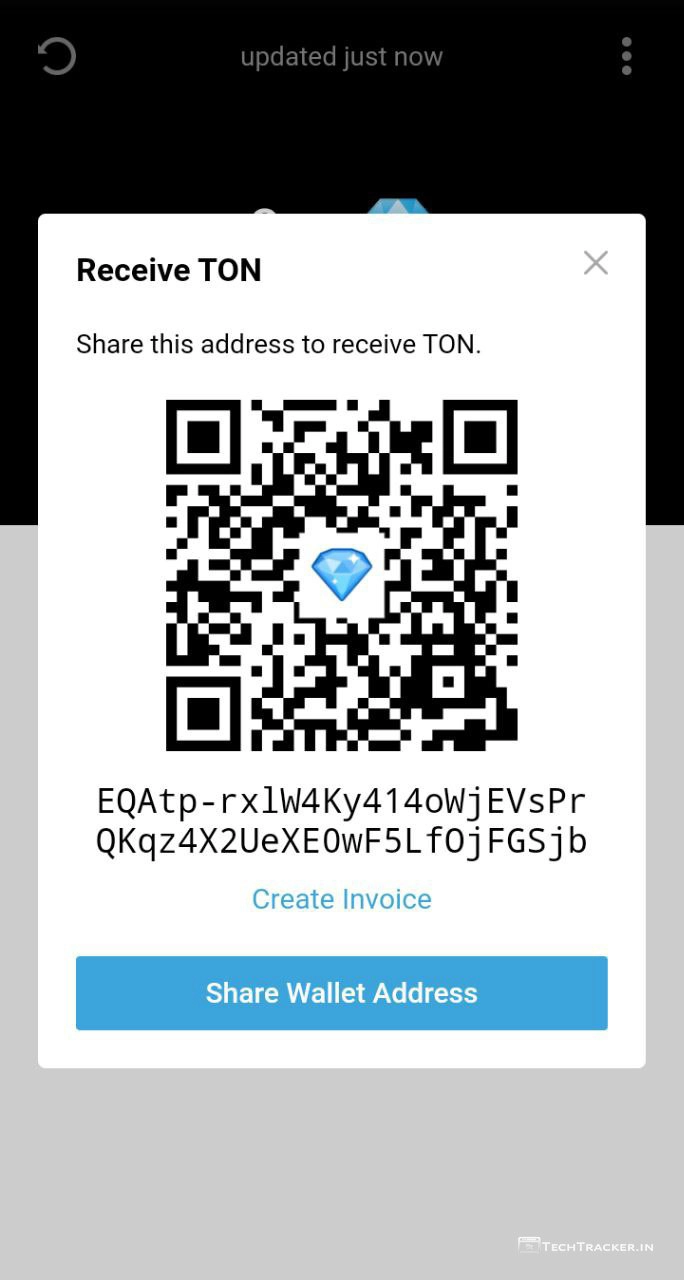 updated just now
Receive TON
Share this address to receive TON.
EQAtp-rxlW4Ky414oWjEVsPr
QKqz4X2UeXE0wF5LfOjFGSjb
Create Invoice
Share Wallet Address
TechTracker.in